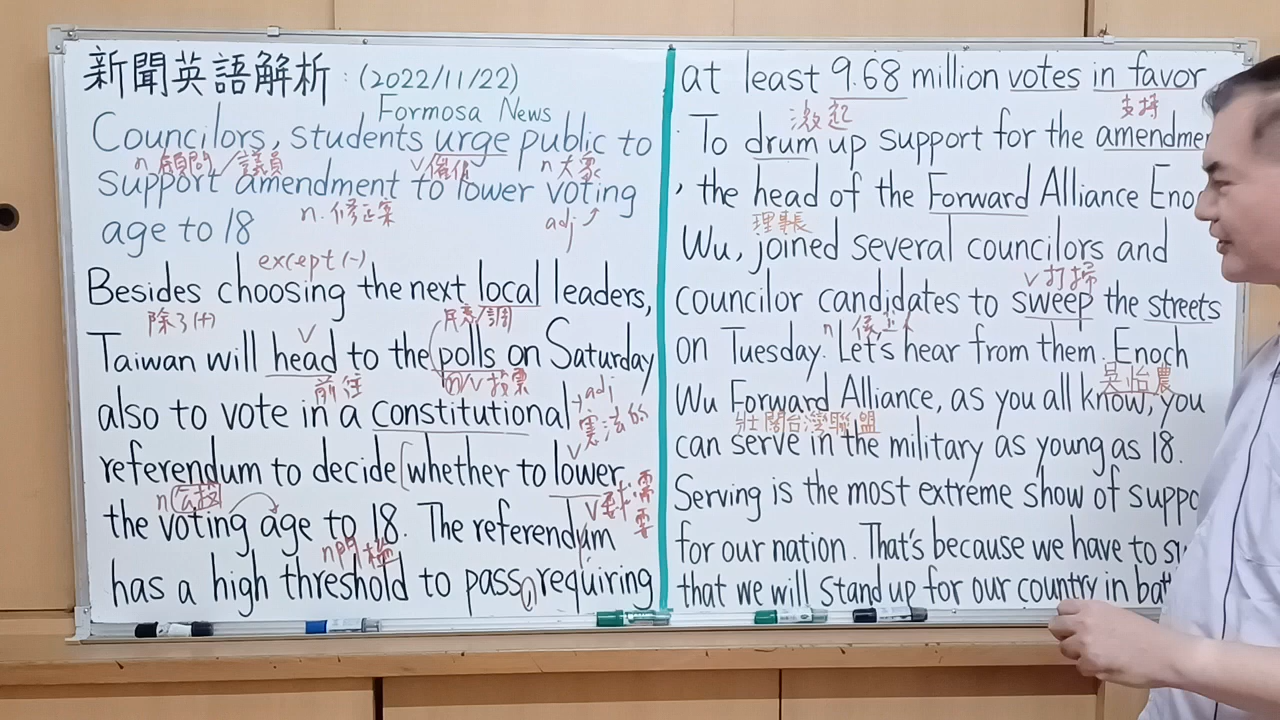 新聞英語解析：(2022/11/22)
Formosa News
Councilors, students urge public to
n 顧問／議員 v 催促 n 大眾
support amendment to lower voting
n. 修正案 adj
age to 18
except (-)
Besides choosing the next local leaders,
除了(+) v 民意/調
Taiwan will head to the polls on Saturday
前往 n/v 投票
also to vote in a constitutional
adj 憲法的
referendum to decide whether to lower
n 公投 v
the voting age to 18. The referendum
n 門檻 v 要求 需要
has a high threshold to pass, requiring
at least 9.68 million votes in favor
激起 支持
To drum up support for the
, the head of the Forward Alliance Enoch
理事長
Wu, joined several councilors and
v 打掃
councilor candidates to sweep the streets
n 候選人
on Tuesday. Let's hear from them. Enoch
吳怡農
Wu Forward Alliance, as you all know, you
壯闊台灣聯盟
can serve in the military as young as 18.
Serving is the most extreme show of
for our nation. That's because we have to
that we will stand up for our country in